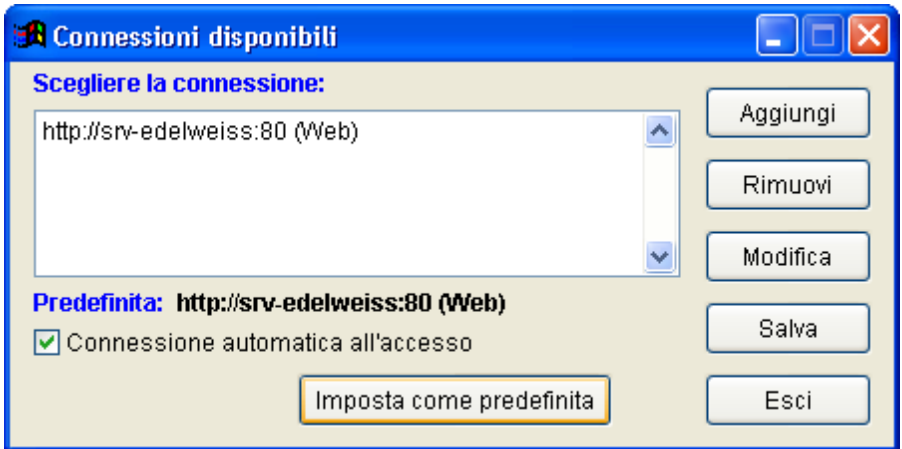 Connessioni disponibili
Scegliere la connessione:
http://srv-edelweiss:80 (Web)
Aggiungi
Rimuovi
Modifica
Predefinita: http://srv-edelweiss:80 (Web)
Salva
Connessione automatica all'accesso
Imposta come predefinita
Esci